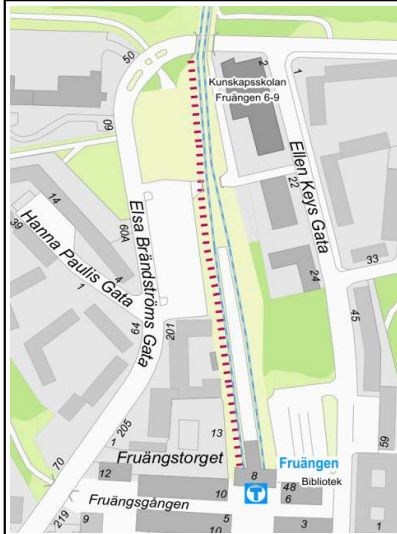 50
2
1
Kunskapsskolan
Fruängen 6-9
60
Ellen Keys Gata
22
14
39
Hanna Paulis Gata
60A
Elsa Brändströms Gata
4
1
33
24
64
201
45
205
1
13
59
70
Fruängstorget
Fruängen
12
8
Bibliotek
T
10
48
6
Fruängsgången
219
9
5
10
3
1